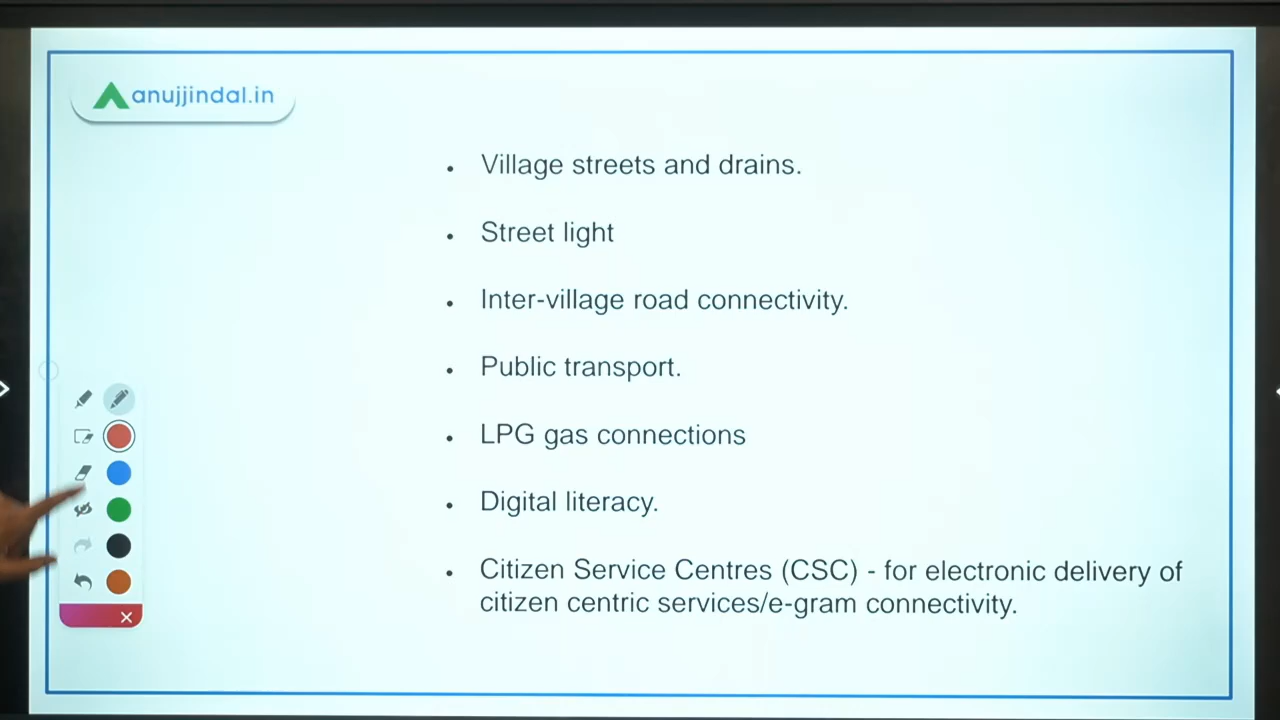 anujjindal.in
• Village streets and drains.
• Street light
• Inter-village road connectivity.
• Public transport.
• LPG gas connections
• Digital literacy.
• Citizen Service Centres (CSC) - for electronic delivery of
citizen centric services/e-gram connectivity.